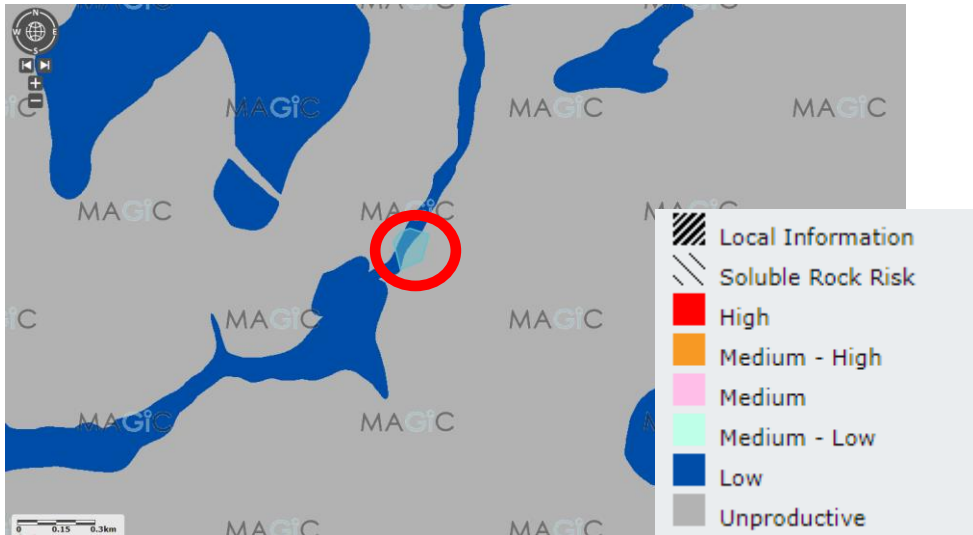 N
W E
S
MAGiC
MAGiC
MAGiC
MAGiC
MAGiC
MAGiC
MAGiC
MAGiC
MAGiC
MAGiC
MAGiC
MAGiC
0 0.15 0.3km
Local Information
Soluble Rock Risk
High
Medium - High
Medium
Medium - Low
Low
Unproductive